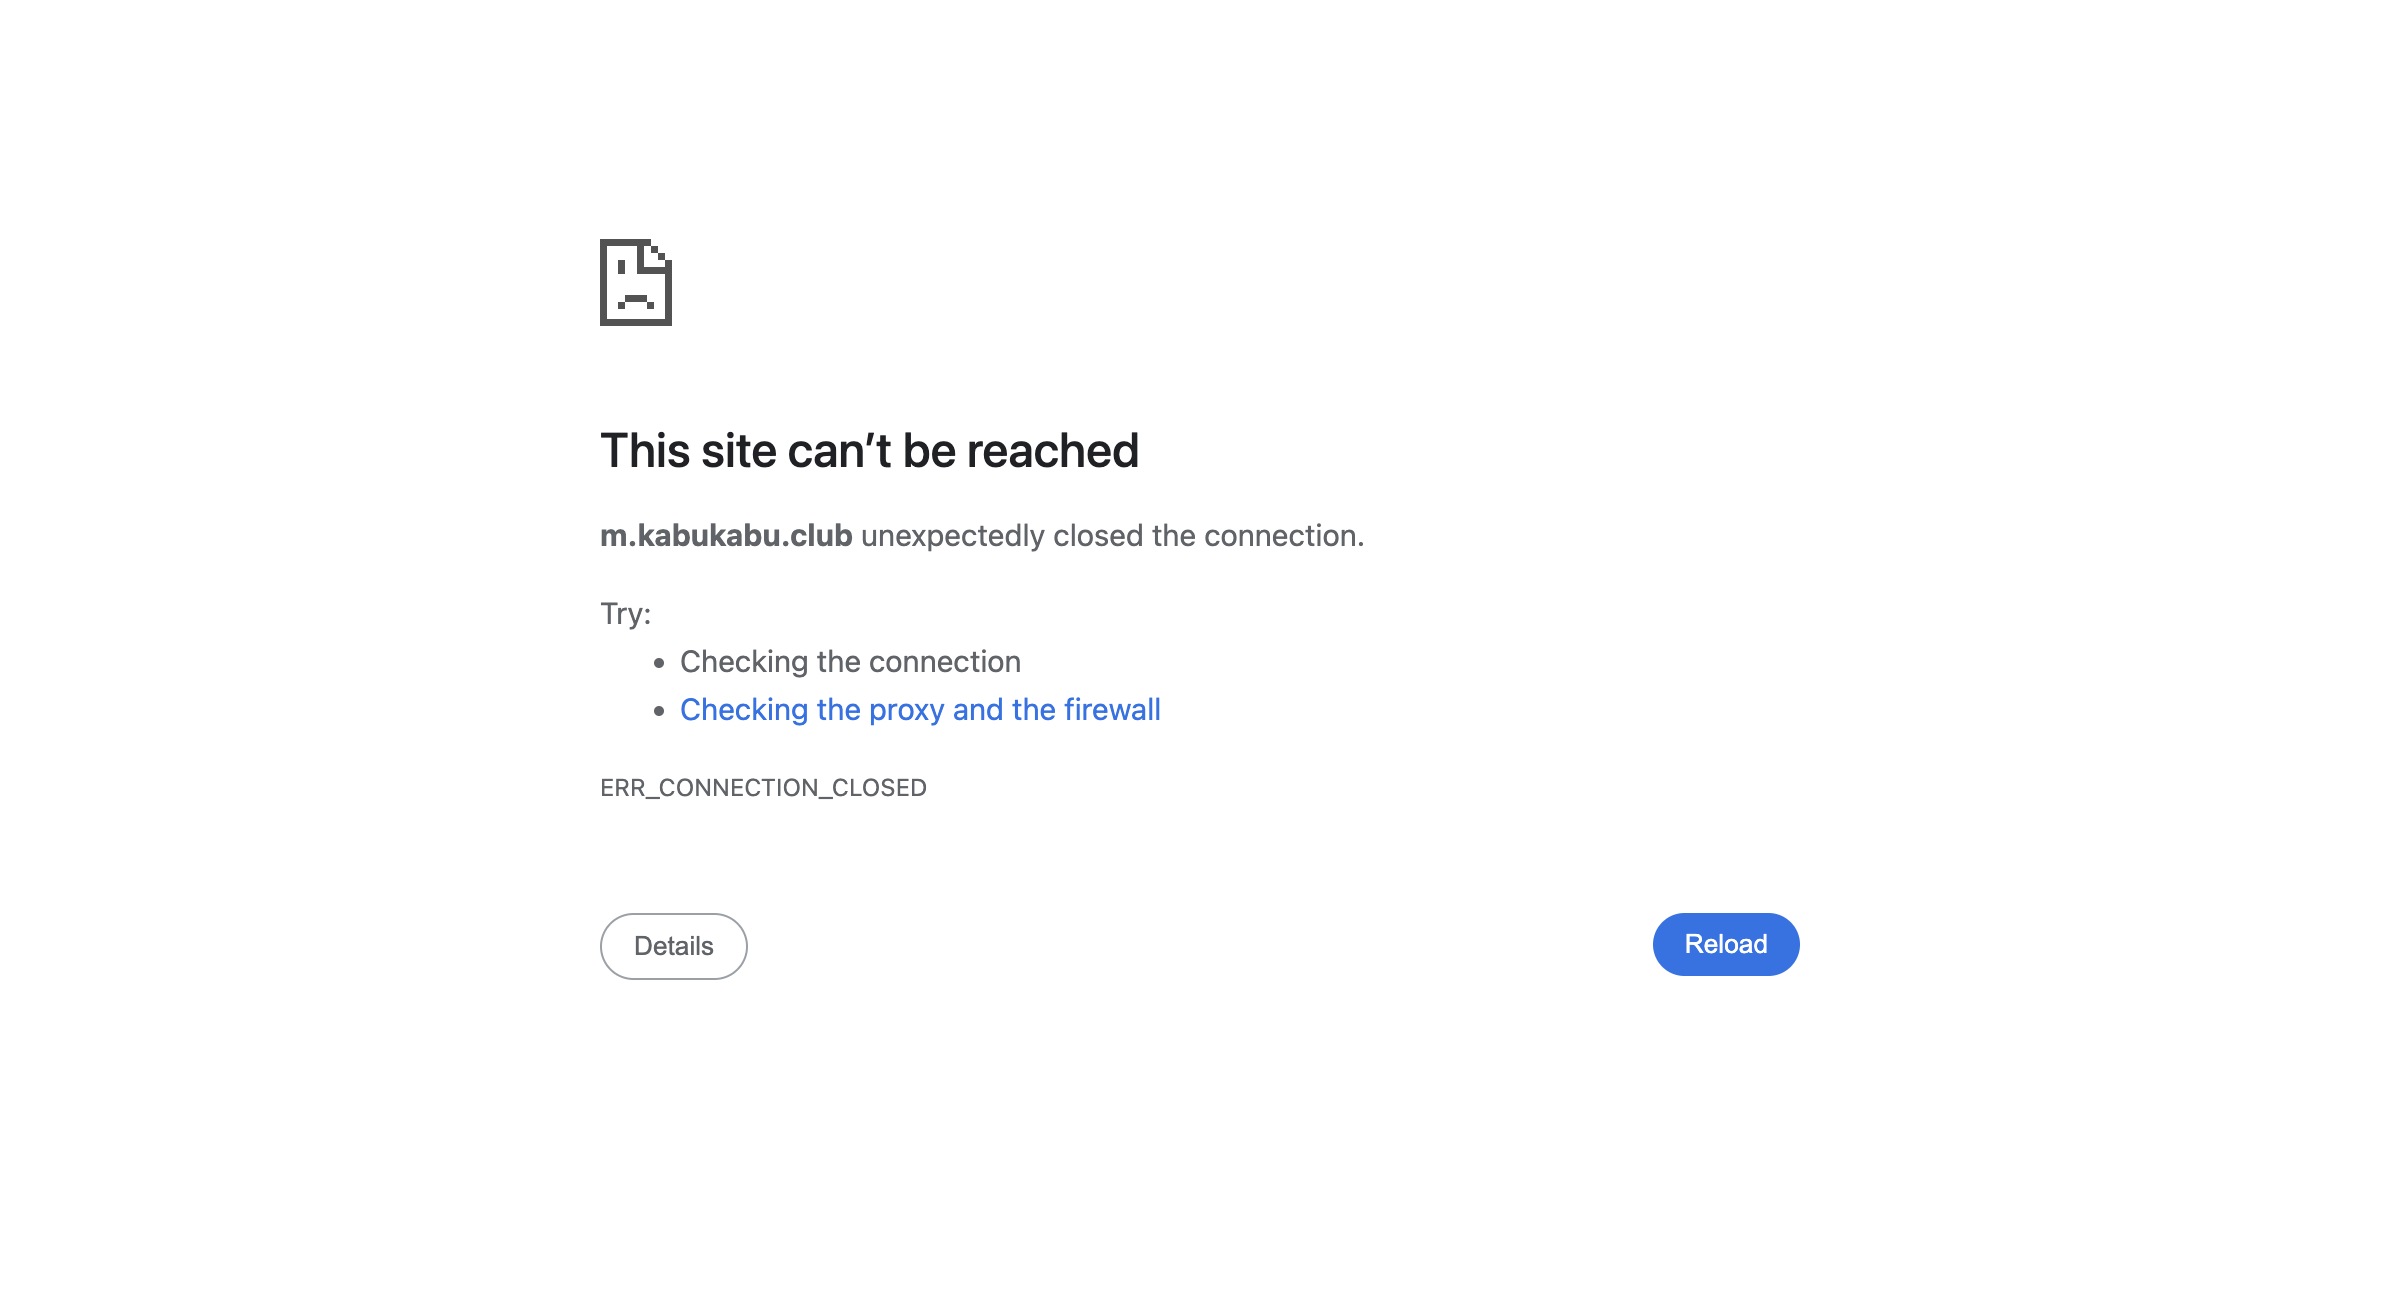 This site can’t be reached
m.kabukabu.club unexpectedly closed the connection.
Try:
Checking the connection
Checking the proxy and the firewall
ERR_CONNECTION_CLOSED
Details
Reload